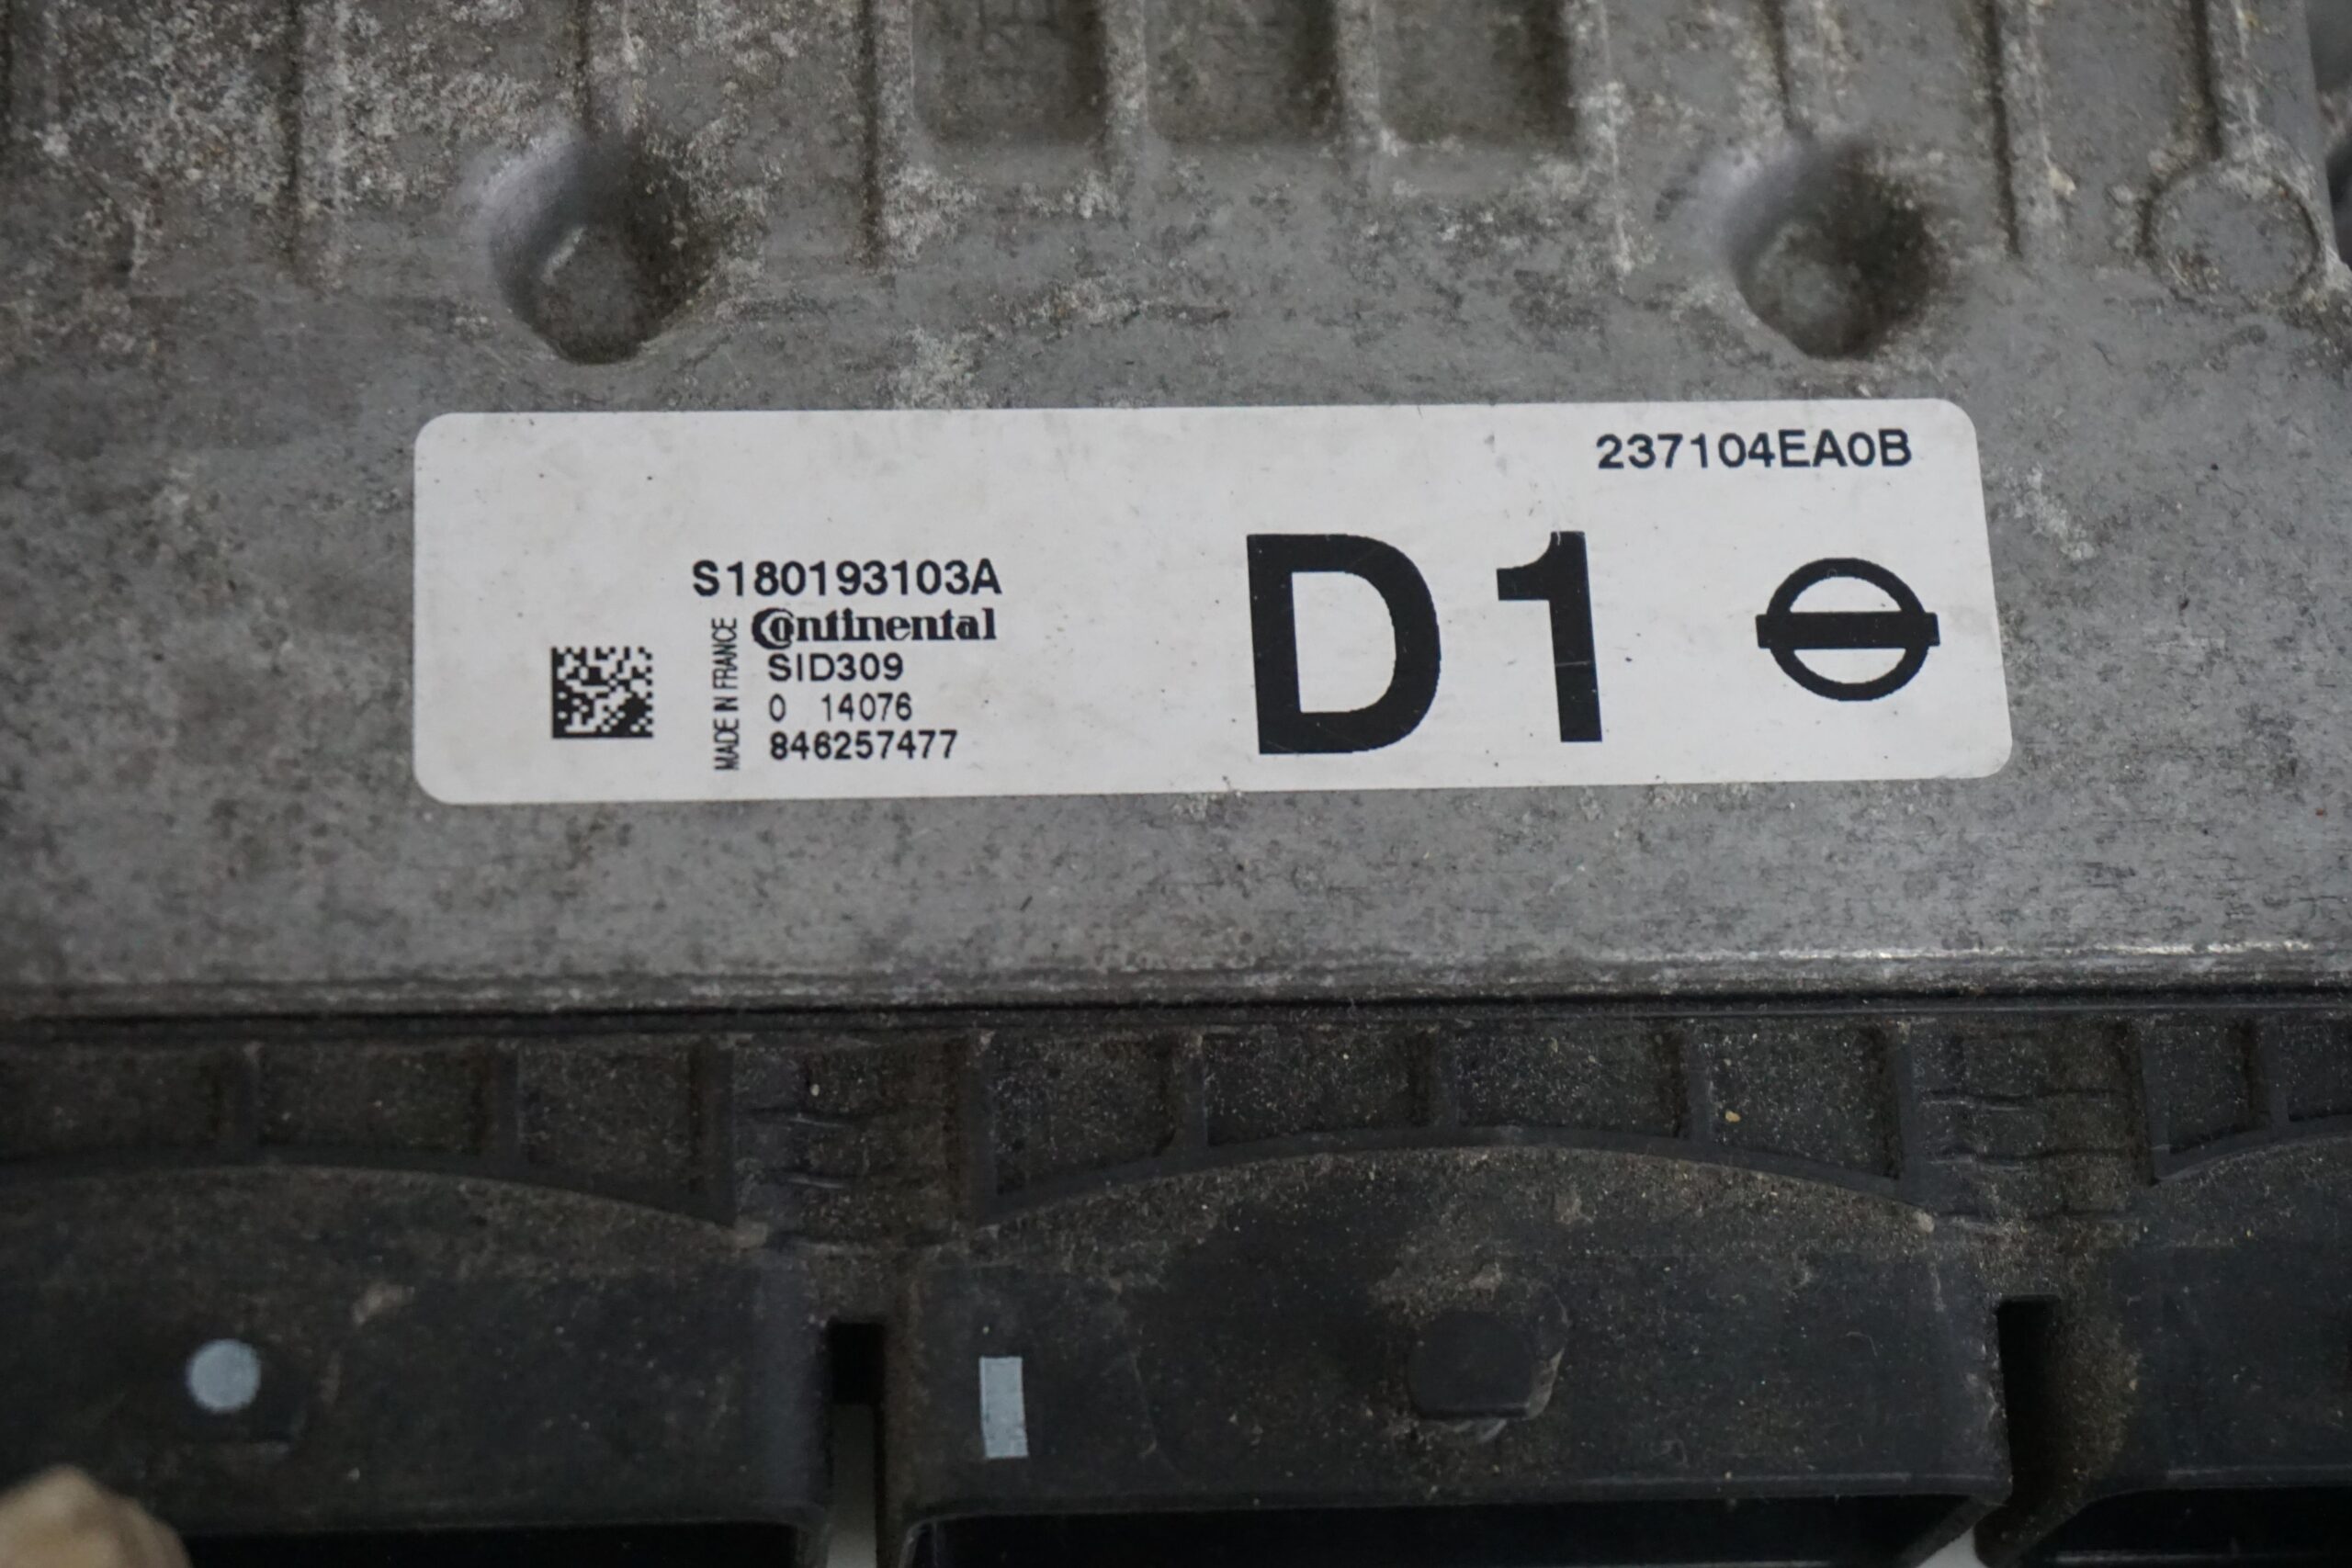 237104EA0B
S180193103A
Continental
SID309
0 14076
846257477
MADE IN FRANCE
D1